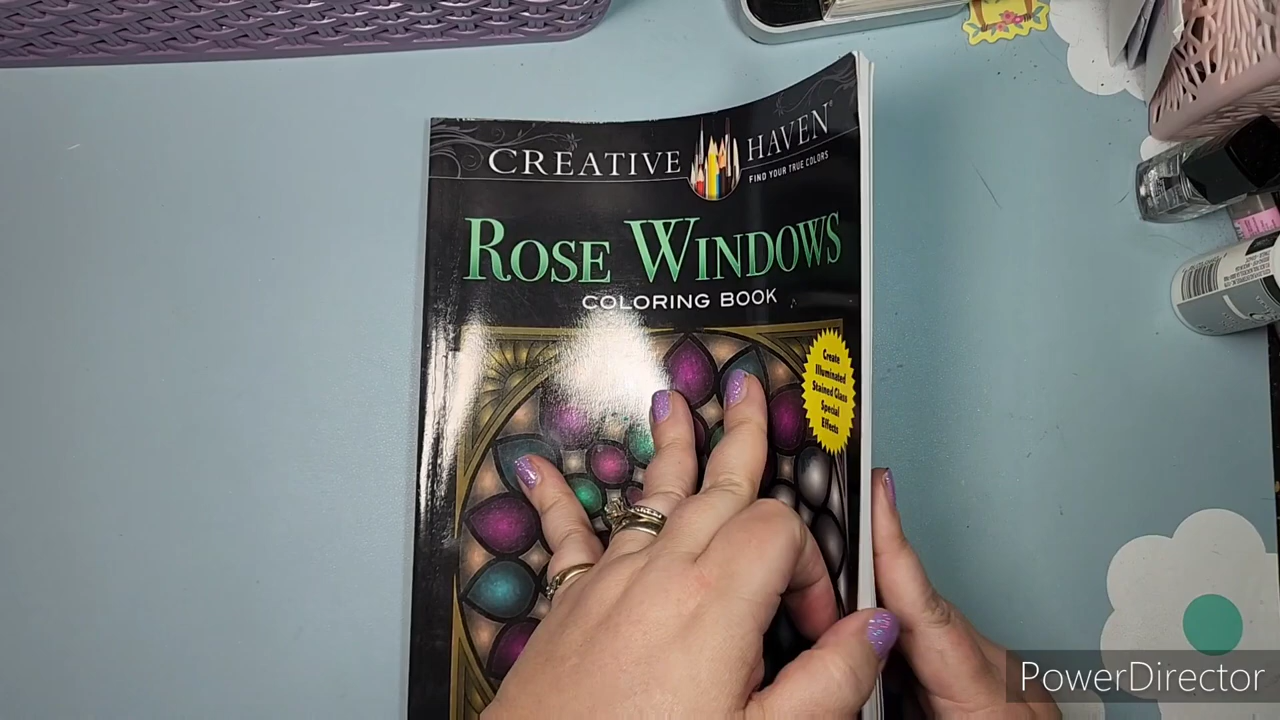 CREATIVE HAVEN®
FIND YOUR TRUE COLORS
ROSE WINDOWS
COLORING BOOK
Create
Illuminated
Stained Glass
Special
Effects
PowerDirector